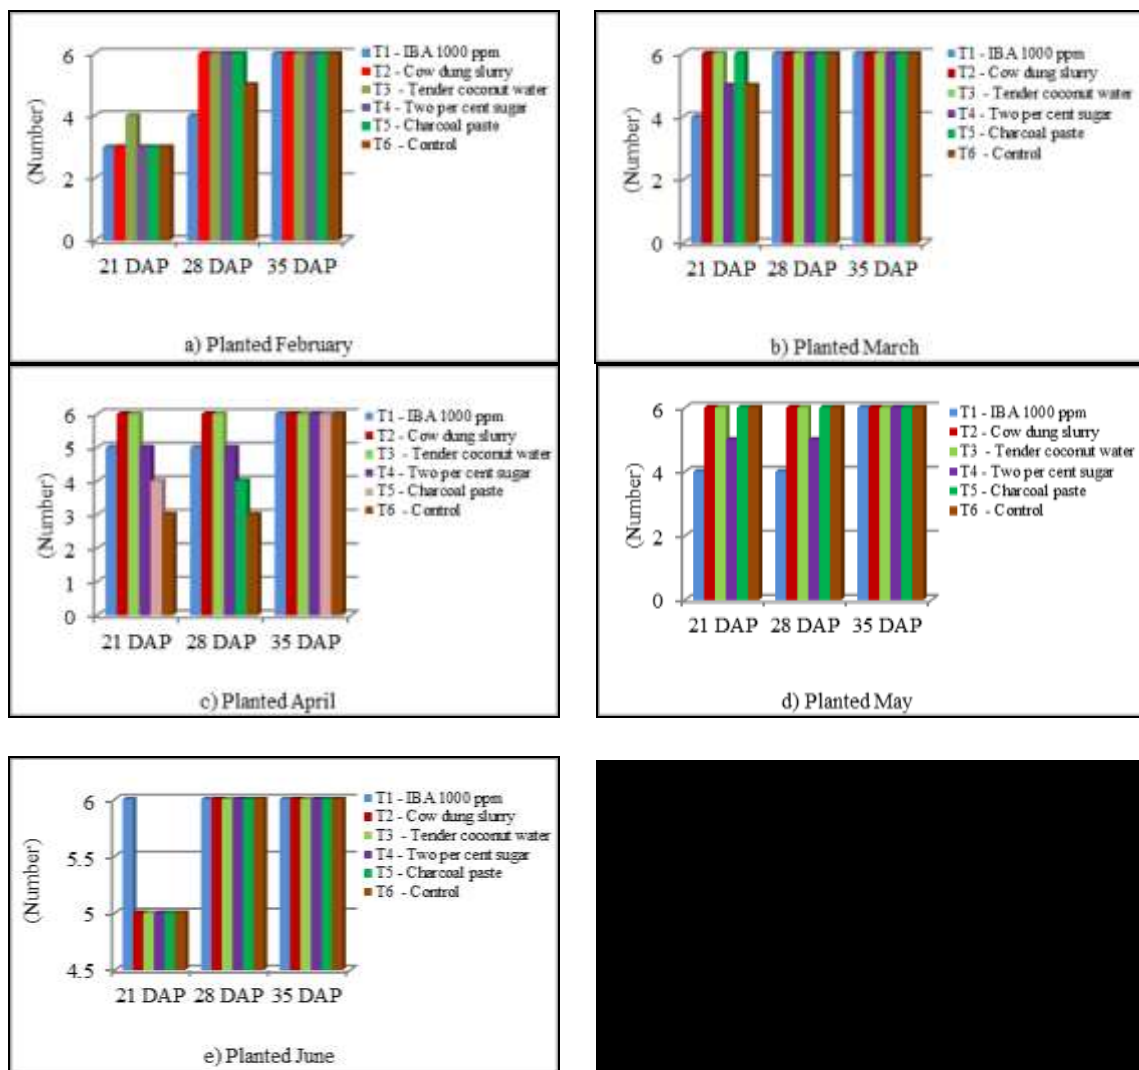 (Number)
6
4
2
0
21 DAP 28 DAP 35 DAP
T1 - IBA 1000 ppm
T2 - Cow dung slurry
T3 - Tender coconut water
T4 - Two per cent sugar
T5 - Charcoal paste
T6 - Control
a) Planted February
(Number)
6
4
2
0
21 DAP 28 DAP 35 DAP
T1 - IBA 1000 ppm
T2 - Cow dung slurry
T3 - Tender coconut water
T4 - Two per cent sugar
T5 - Charcoal paste
T6 - Control
b) Planted March
(Number)
6
5
4
3
2
1
0
21 DAP 28 DAP 35 DAP
T1 - IBA 1000 ppm
T2 - Cow dung slurry
T3 - Tender coconut water
T4 - Two per cent sugar
T5 - Charcoal paste
T6 - Control
c) Planted April
(Number)
6
4
2
0
21 DAP 28 DAP 35 DAP
T1 - IBA 1000 ppm
T2 - Cow dung slurry
T3 - Tender coconut water
T4 - Two per cent sugar
T5 - Charcoal paste
T6 - Control
d) Planted May
(Number)
6
5.5
5
4.5
21 DAP 28 DAP 35 DAP
T1 - IBA 1000 ppm
T2 - Cow dung slurry
T3 - Tender coconut water
T4 - Two per cent sugar
T5 - Charcoal paste
T6 - Control
e) Planted June